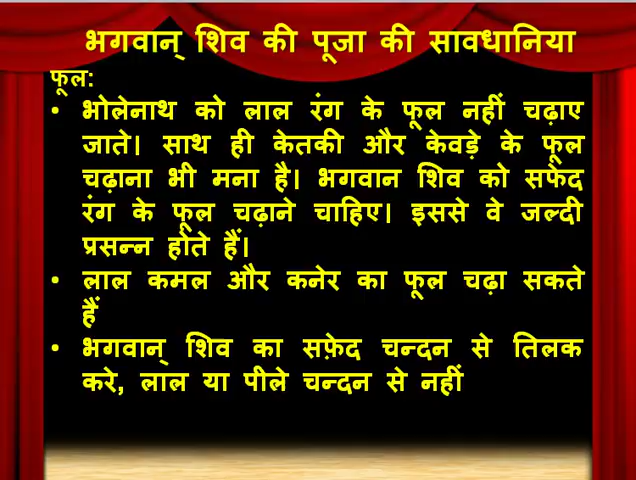 भगवान् शिव की पूजा की सावधानिया
फूल:
• भोलेनाथ को लाल रंग के फूल नहीं चढ़ाए
जाते। साथ ही केतकी और केवड़े के फूल
चढ़ाना भी मना है। भगवान शिव को सफेद
रंग के फूल चढ़ाने चाहिए। इससे वे जल्दी
प्रसन्न होते हैं।
• लाल कमल और कनेर का फूल चढ़ा सकते
हैं
• भगवान् शिव का सफ़ेद चन्दन से तिलक
करे, लाल या पीले चन्दन से नहीं